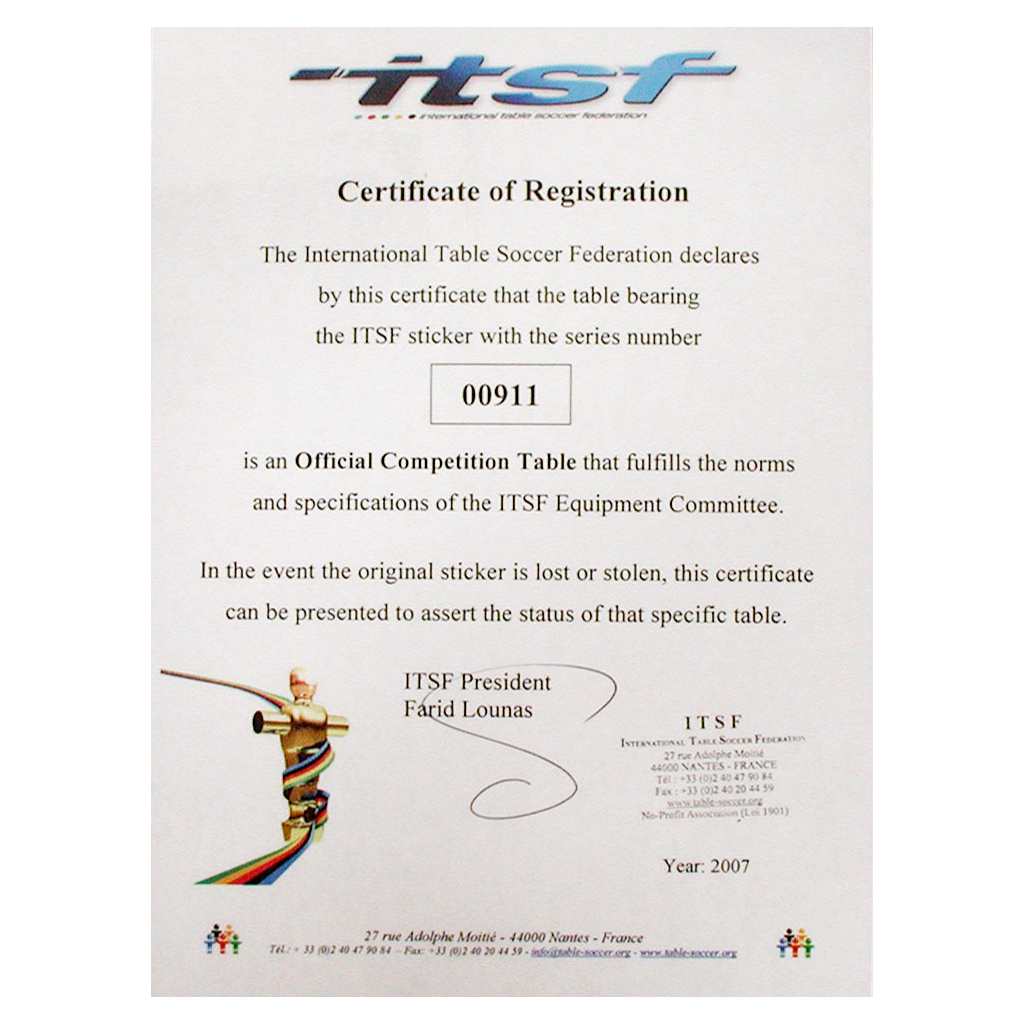 itsf
international table soccer federation
Certificate of Registration
The International Table Soccer Federation declares
by this certificate that the table bearing
the ITSF sticker with the series number
00911
is an Official Competition Table that fulfills the norms
and specifications of the ITSF Equipment Committee.
In the event the original sticker is lost or stolen, this certificate
can be presented to assert the status of that specific table.
ITSF President
Farid Lounas
I T S F
INTERNATIONAL TABLE SOCCER FEDERATION
27 rue Adolphe Moitié
44000 NANTES - FRANCE
Tél : +33 (0)2 40 47 90 84
Fax : +33 (0)2 40 20 44 59
www.table-soccer.org
No-Profit Association (Loi 1901)
Year: 2007
27 rue Adolphe Moitié - 44000 Nantes - France
Tél.: + 33 (0)2 40 47 90 84 – Fax: +33 (0)2 40 20 44 59 - info@table-soccer.org - www.table-soccer.org